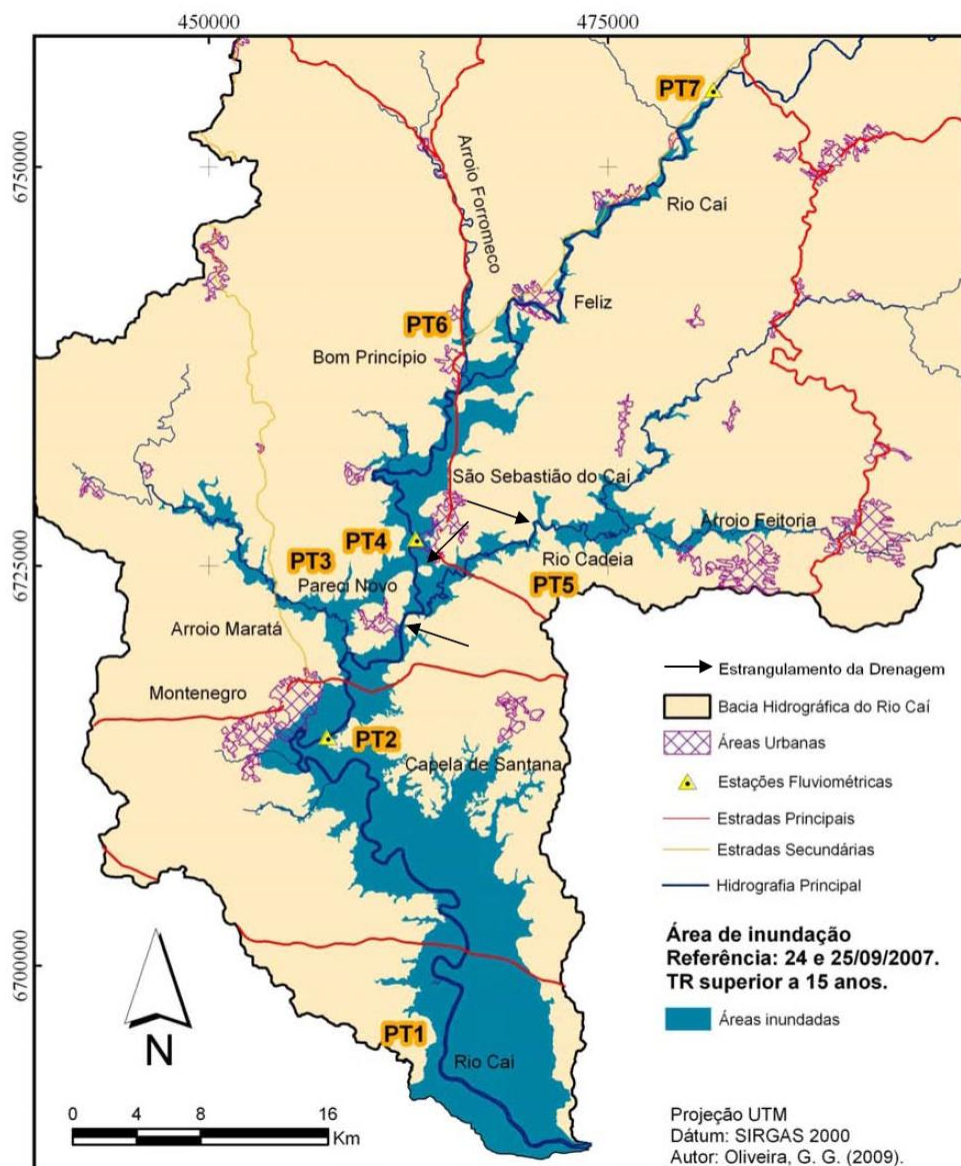 450000
475000
PT7
6750000
Arroio Forromeco
Rio Caí
Feliz
PT6
Bom Princípio
São Sebastião do Caí
Arroio Feitoria
PT4
PT3
Rio Cadeia
6725000
PT5
Pareci Novo
Arroio Maratá
Montenegro
PT2
Capela de Santana
Estrangulamento da Drenagem
Bacia Hidrográfica do Rio Caí
Áreas Urbanas
Estações Fluviométricas
Estradas Principais
Estradas Secundárias
Hidrografia Principal
Área de inundação
Referência: 24 e 25/09/2007.
TR superior a 15 anos.
Áreas inundadas
6700000
PT1
Rio Caí
N
0 4 8 16
Km
Projeção UTM
Dátum: SIRGAS 2000
Autor: Oliveira, G. G. (2009).